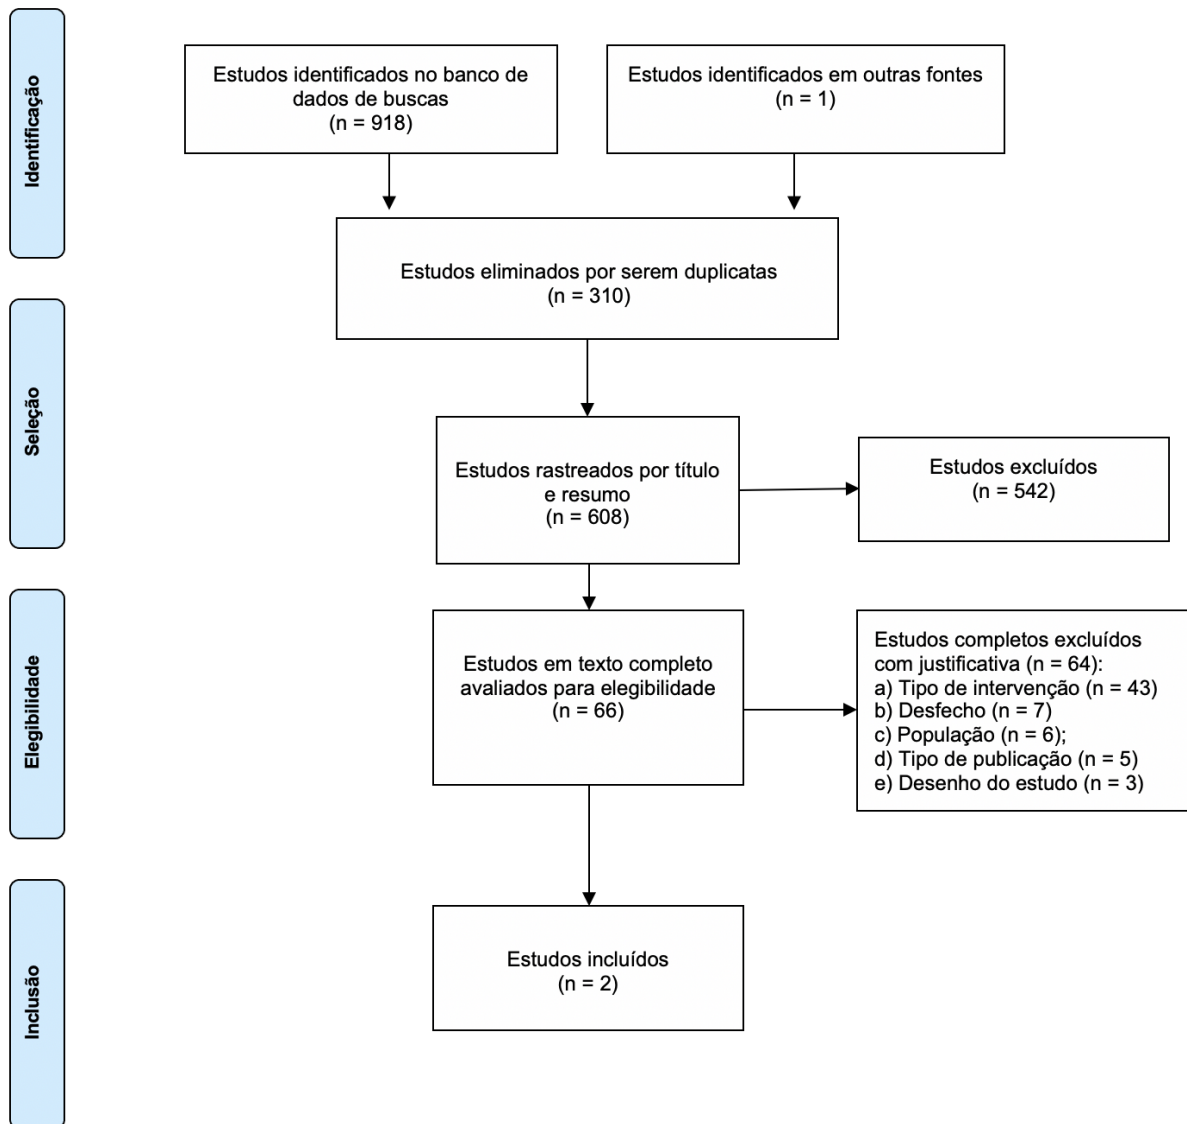 Identificação
Estudos identificados no banco de
dados de buscas
(n = 918)
Estudos identificados em outras fontes
(n = 1)
Estudos eliminados por serem duplicatas
(n = 310)
Seleção
Estudos rastreados por título
e resumo
(n = 608)
Estudos excluídos
(n = 542)
Elegibilidade
Estudos em texto completo
avaliados para elegibilidade
(n = 66)
Estudos completos excluídos
com justificativa (n = 64):
a) Tipo de intervenção (n = 43)
b) Desfecho (n = 7)
c) População (n = 6);
d) Tipo de publicação (n = 5)
e) Desenho do estudo (n = 3)
Inclusão
Estudos incluídos
(n = 2)